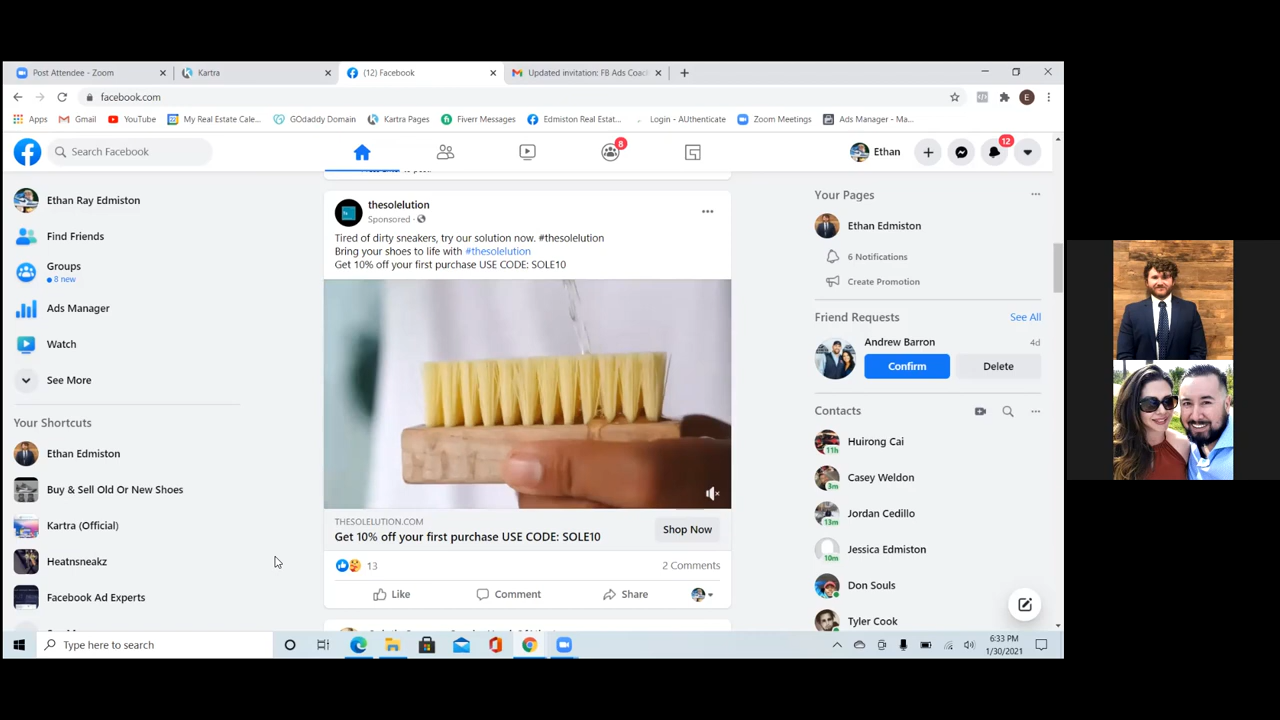 Post Attendee - Zoom
Kartra
(12) Facebook
Updated invitation: FB Ads Coac
facebook.com
E
Apps
Gmail
YouTube
My Real Estate Cale...
GOdaddy Domain
Kartra Pages
Fiverr Messages
Edmiston Real Estat...
Login - AUthenticate
Zoom Meetings
Ads Manager - Ma...
Search Facebook
8
Ethan
12
Ethan Ray Edmiston
Find Friends
Groups
8 new
Ads Manager
Watch
See More
Your Shortcuts
Ethan Edmiston
Buy & Sell Old Or New Shoes
Kartra (Official)
Heatnsneakz
Facebook Ad Experts
thesolelution
Sponsored
Tired of dirty sneakers, try our solution now. #thesolelution
Bring your shoes to life with #thesolelution
Get 10% off your first purchase USE CODE: SOLE10
THESOLELUTION.COM
Get 10% off your first purchase USE CODE: SOLE10
Shop Now
13
2 Comments
Like
Comment
Share
Your Pages
Ethan Edmiston
6 Notifications
Create Promotion
Friend Requests
See All
Andrew Barron
4d
Confirm
Delete
Contacts
Huirong Cai
11h
Casey Weldon
3m
Jordan Cedillo
13m
Jessica Edmiston
10m
Don Souls
Tyler Cook
Type here to search
6:33 PM
1/30/2021